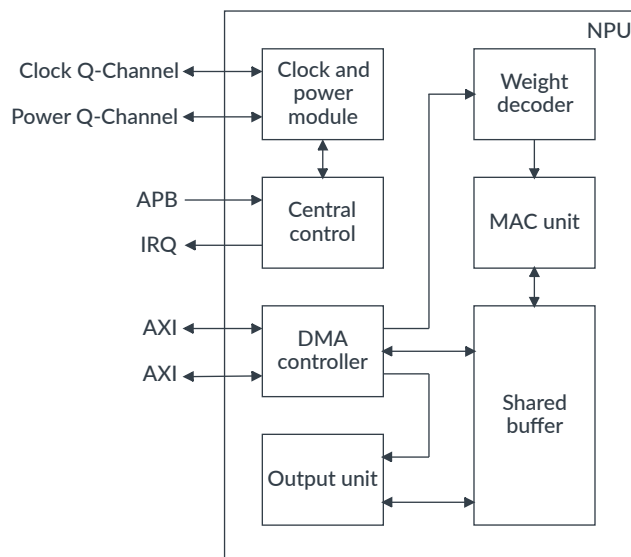 NPU
Clock Q-Channel
Power Q-Channel
Clock and
power
module
Weight
decoder
APB
IRQ
Central
control
MAC unit
AXI
AXI
DMA
controller
Shared
buffer
Output unit